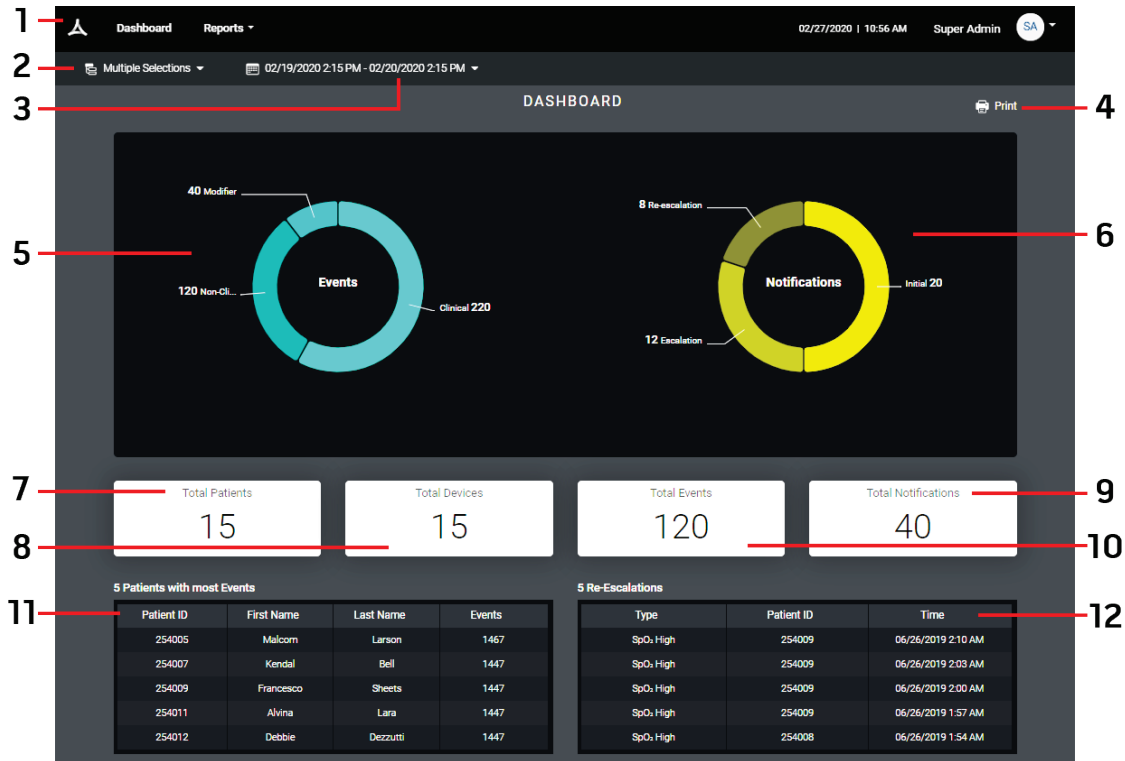 1 Dashboard Reports 02/27/2020 | 10:56 AM Super Admin SA
2 Multiple Selections 02/19/2020 2:15 PM - 02/20/2020 2:15 PM
3 DASHBOARD Print 4
40 Modifier
8 Re-escalation
5 6
120 Non-Cli... Events Clinical 220
Notifications Initial 20
12 Escalation
7 Total Patients Total Devices Total Events Total Notifications 9
15 15 120 40
8 10
5 Patients with most Events 5 Re-Escalations
11 Patient ID First Name Last Name Events Type Patient ID Time 12
254005 Malcom Larson 1467 SpO₂ High 254009 06/26/2019 2:10 AM
254007 Kendal Bell 1447 SpO₂ High 254009 06/26/2019 2:03 AM
254009 Francesco Sheets 1447 SpO₂ High 254009 06/26/2019 2:00 AM
254011 Alvina Lara 1447 SpO₂ High 254009 06/26/2019 1:57 AM
254012 Debbie Dezzutti 1447 SpO₂ High 254008 06/26/2019 1:54 AM